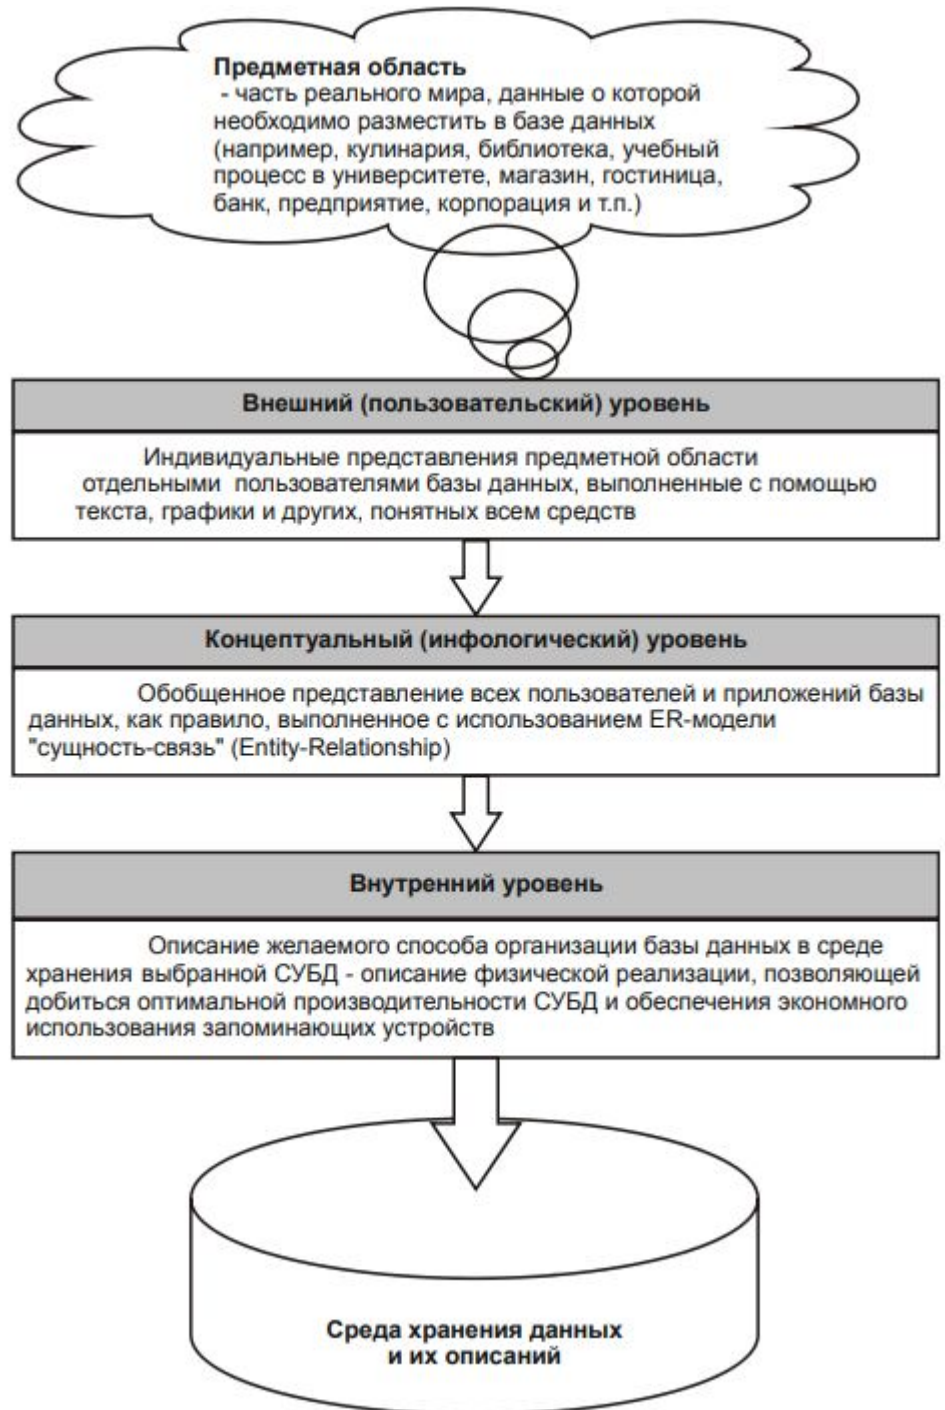 Предметная область
- часть реального мира, данные о которой
необходимо разместить в базе данных
(например, кулинария, библиотека, учебный
процесс в университете, магазин, гостиница,
банк, предприятие, корпорация и т.п.)
Внешний (пользовательский) уровень
Индивидуальные представления предметной области
отдельными пользователями базы данных, выполненные с помощью
текста, графики и других, понятных всем средств
Концептуальный (инфологический) уровень
Обобщенное представление всех пользователей и приложений базы
данных, как правило, выполненное с использованием ER-модели
"сущность-связь" (Entity-Relationship)
Внутренний уровень
Описание желаемого способа организации базы данных в среде
хранения выбранной СУБД - описание физической реализации, позволяющей
добиться оптимальной производительности СУБД и обеспечения экономного
использования запоминающих устройств
Среда хранения данных
и их описаний